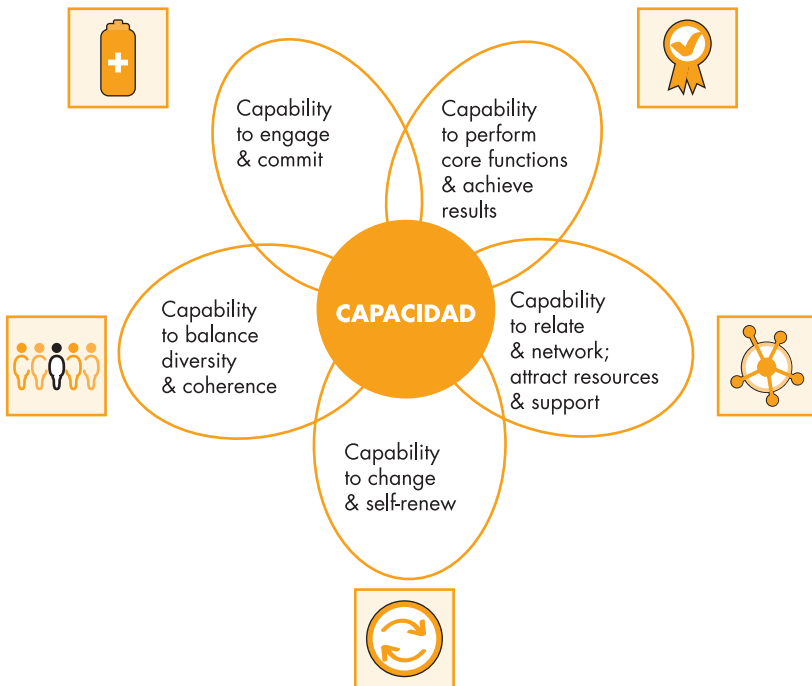 Capability
to engage
& commit
Capability
to perform
core functions
& achieve
results
CAPACIDAD
Capability
to balance
diversity
& coherence
Capability
to relate
& network;
attract resources
& support
Capability
to change
& self-renew